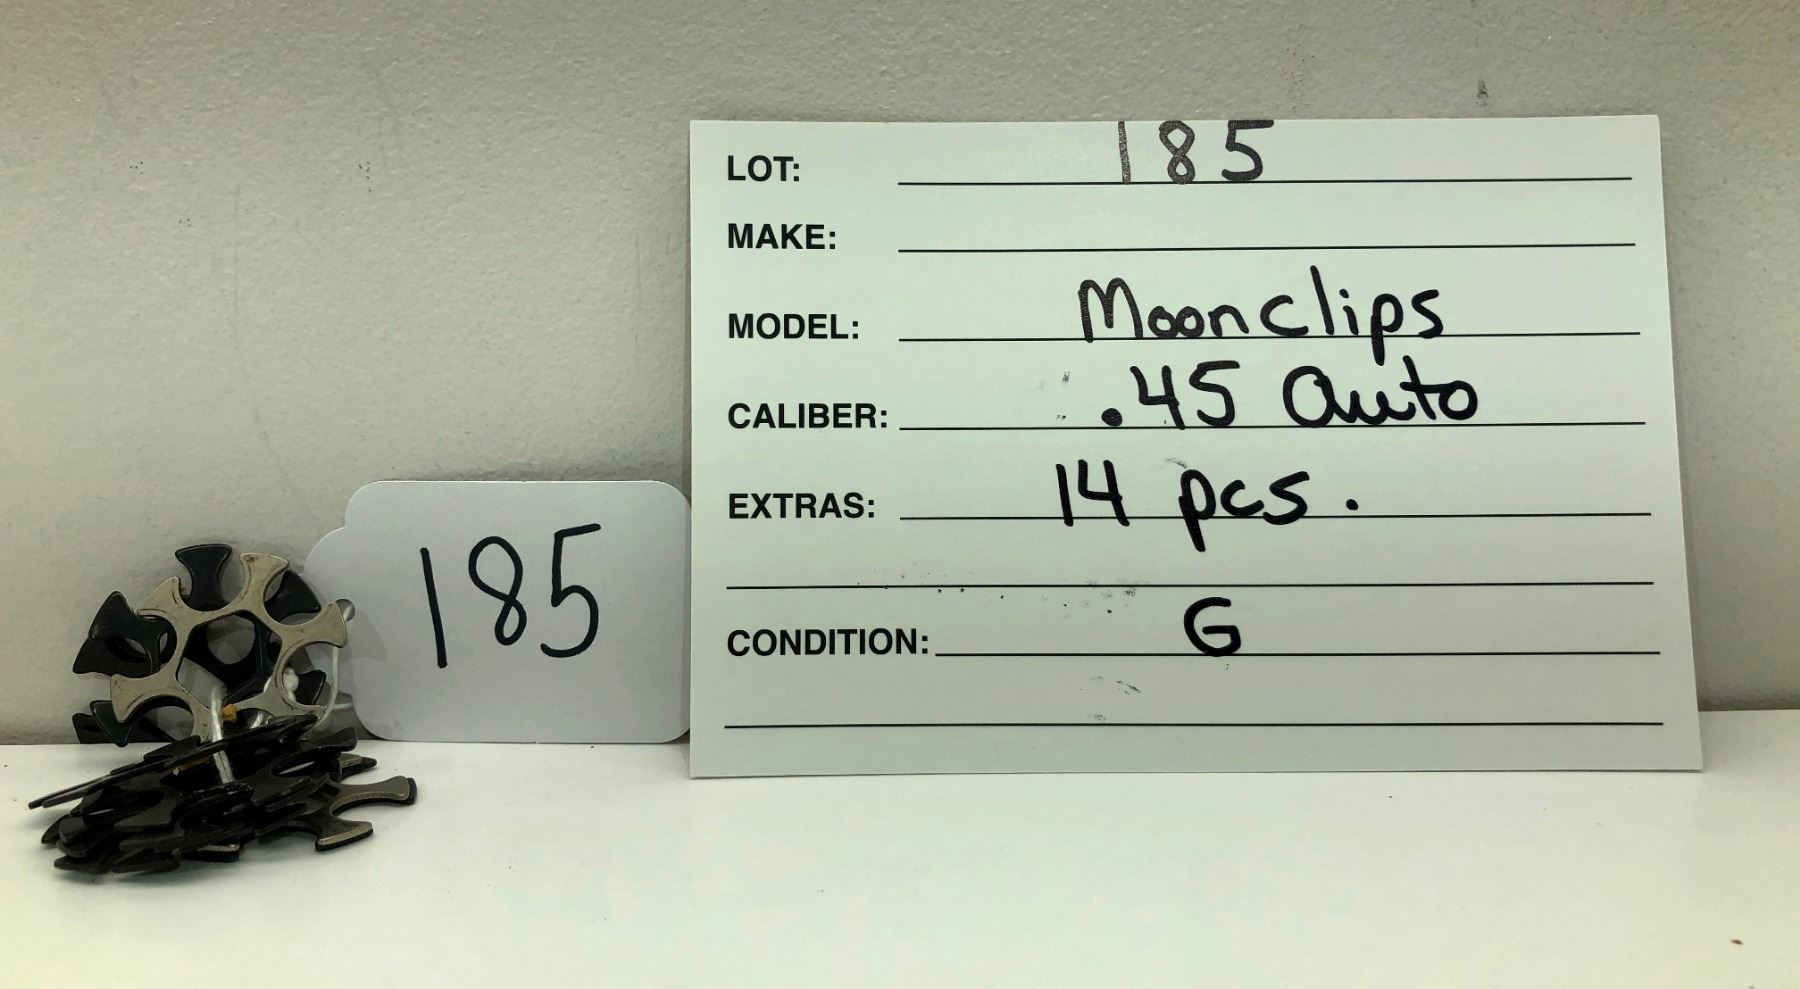 LOT: 185
MAKE:
MODEL: Moonclips
CALIBER: .45 Auto
EXTRAS: 14 pcs.
CONDITION: G
185